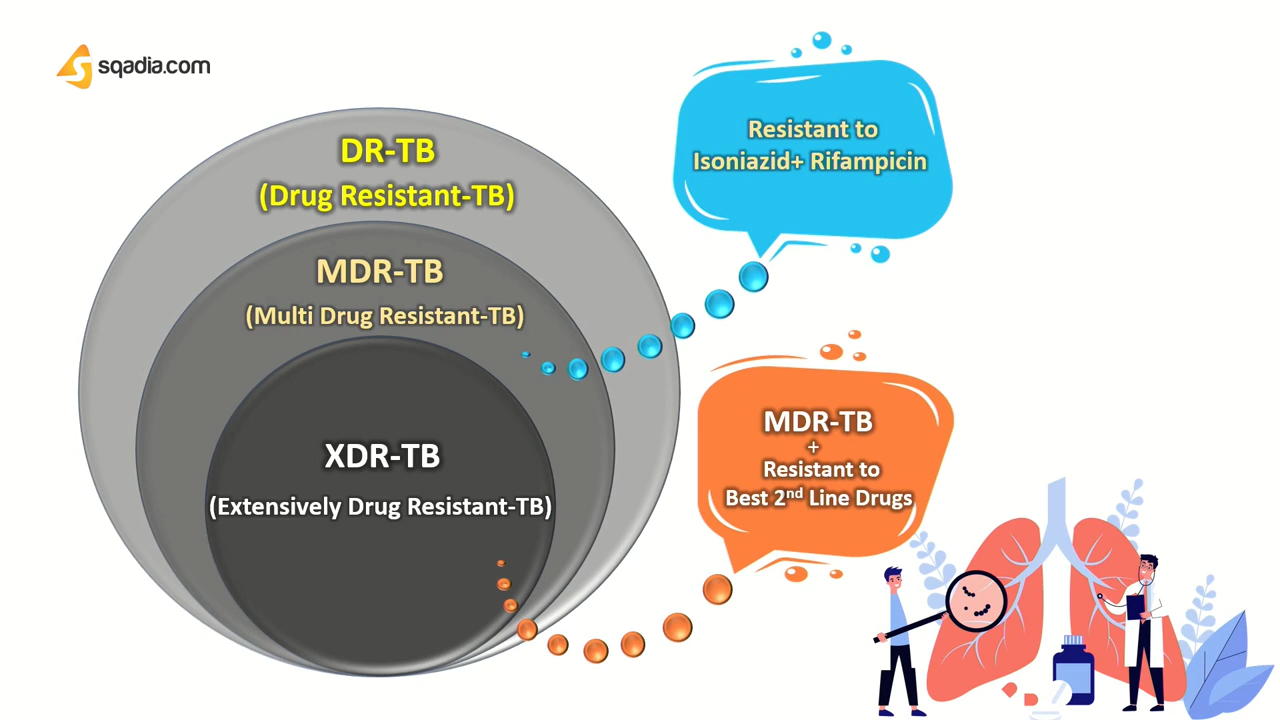 sqadia.com
DR-TB
(Drug Resistant-TB)
MDR-TB
(Multi Drug Resistant-TB)
XDR-TB
(Extensively Drug Resistant-TB)
Resistant to
Isoniazid+ Rifampicin
MDR-TB
+
Resistant to
Best 2nd Line Drugs